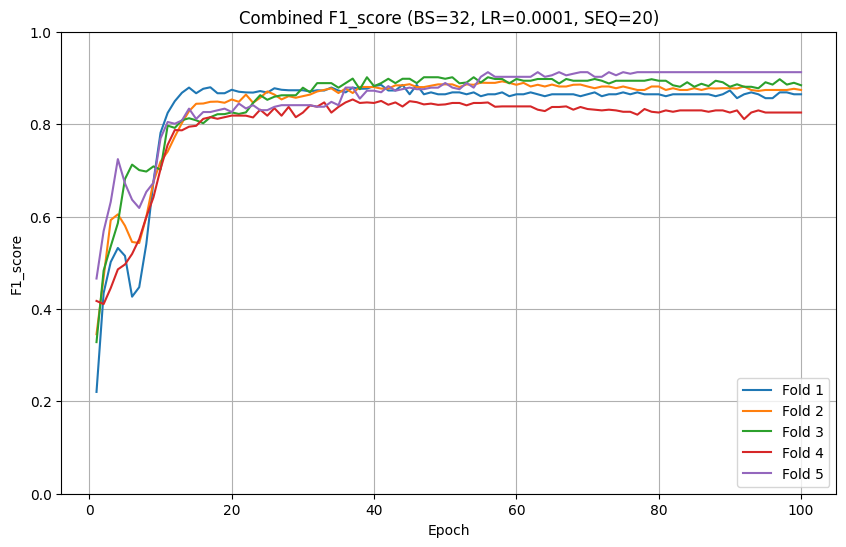 Combined F1_score (BS=32, LR=0.0001, SEQ=20)
F1_score
1.0
0.8
0.6
0.4
0.2
0.0
0 20 40 60 80 100
Epoch
Fold 1
Fold 2
Fold 3
Fold 4
Fold 5